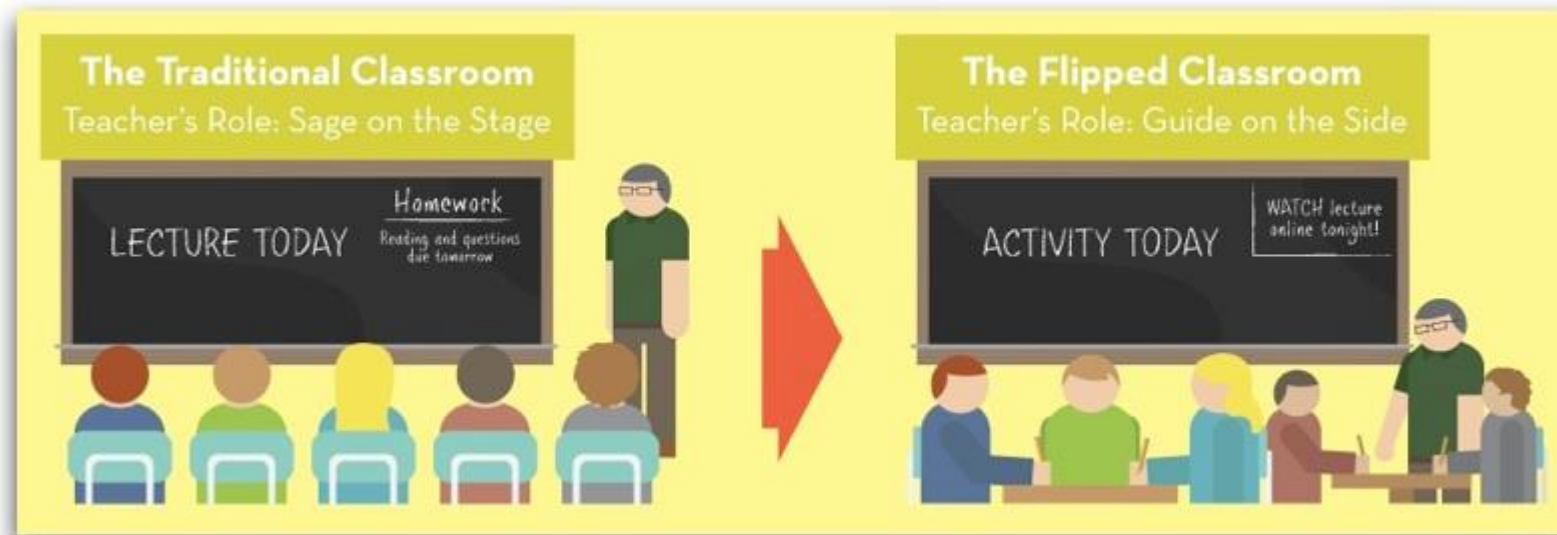 The Traditional Classroom
Teacher's Role: Sage on the Stage
LECTURE TODAY
Homework
Reading and questions
due tomorrow
The Flipped Classroom
Teacher's Role: Guide on the Side
ACTIVITY TODAY
WATCH lecture
online tonight!